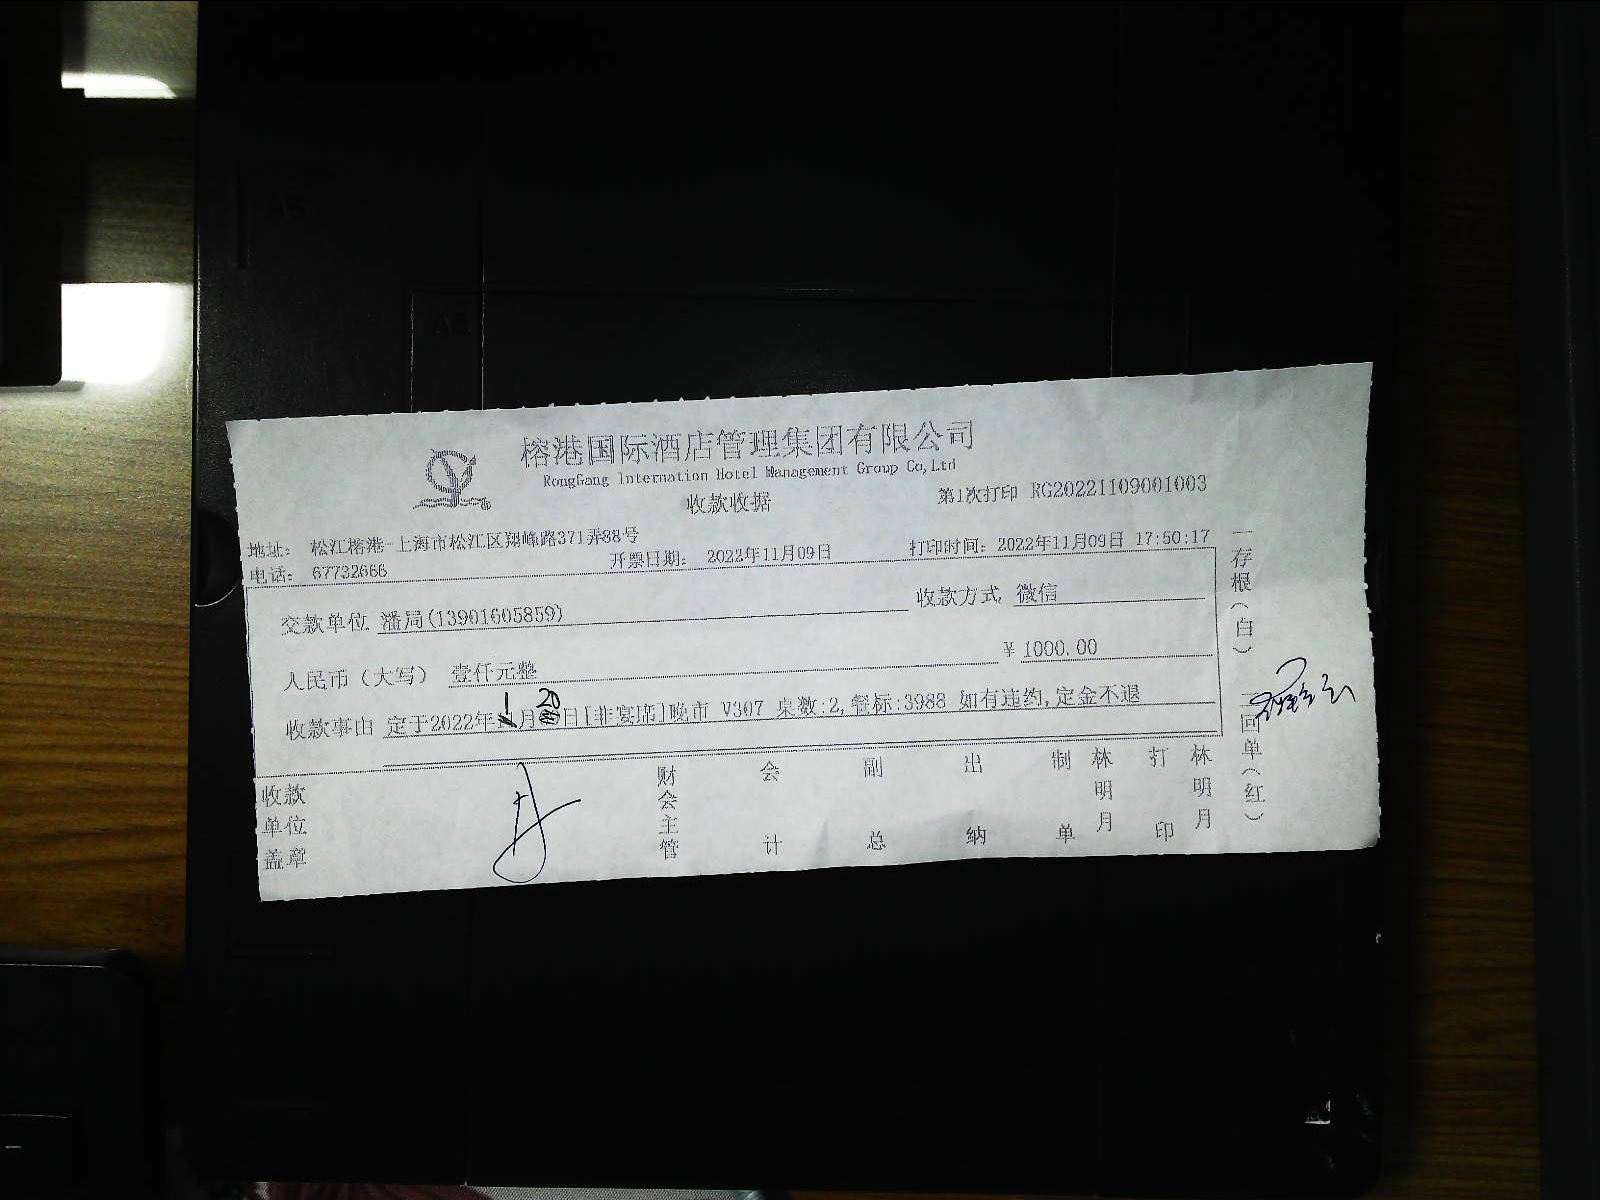 榕港国际酒店管理集团有限公司
RongGang Internation Hotel Management Group Co,Ltd
收款收据
第1次打印 RG20221109001003
地址： 松江榕港-上海市松江区翔峰路371弄88号
电话： 67732666
开票日期： 2022年11月09日
打印时间：2022年11月09日 17:50:17
交款单位 潘局(13901605859)
收款方式 微信
人民币（大写） 壹仟元整
¥ 1000.00
收款事由 定于2022年1月20日[非宴席]晚市 V307 桌数:2,餐标:3988 如有违约,定金不退
收款单位盖章
财会主管
会计
副总
出纳
制单
林明月
打印
林明月
一存根（白）
二回单（红）